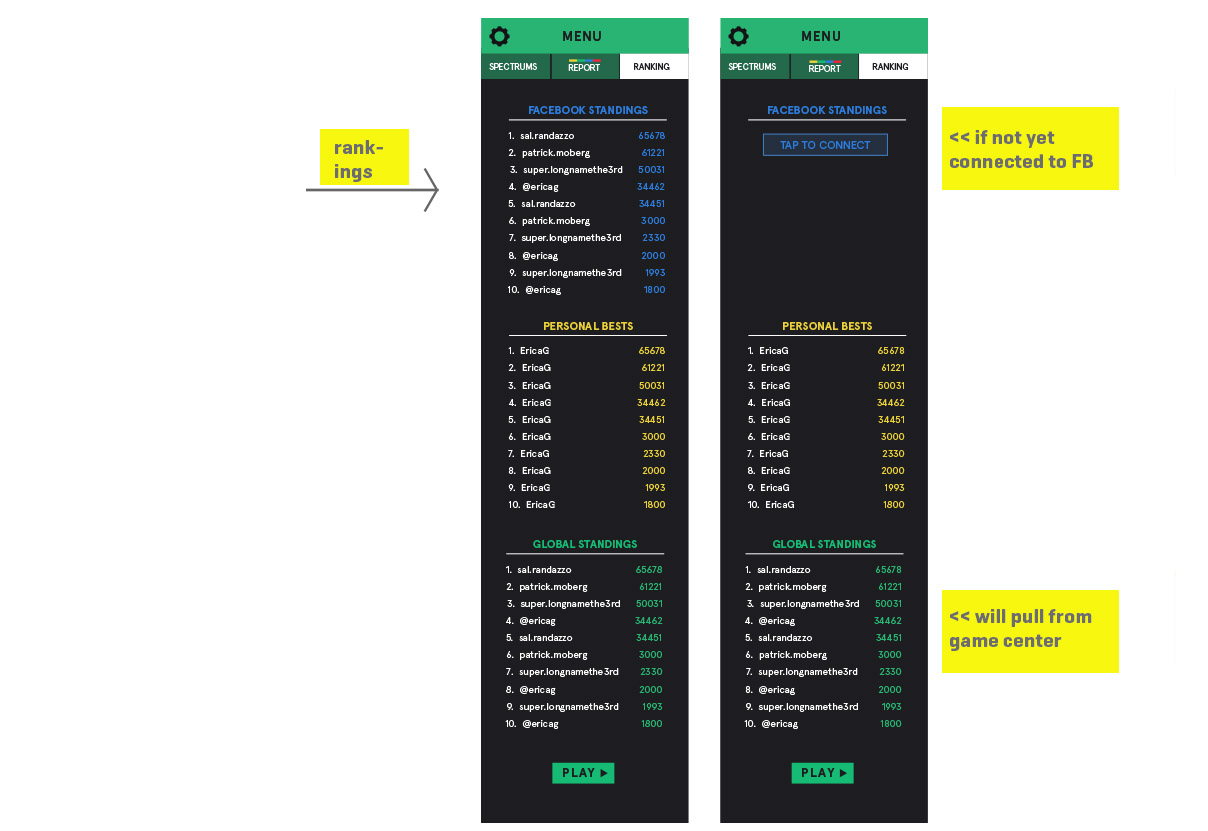 rank-
ings
MENU
SPECTRUMS REPORT RANKING
FACEBOOK STANDINGS
1. sal.randazzo 65678
2. patrick.moberg 61221
3. super.longnamethe3rd 50031
4. @ericag 34462
5. sal.randazzo 34451
6. patrick.moberg 3000
7. super.longnamethe3rd 2330
8. @ericag 2000
9. super.longnamethe3rd 1993
10. @ericag 1800
PERSONAL BESTS
1. EricaG 65678
2. EricaG 61221
3. EricaG 50031
4. EricaG 34462
5. EricaG 34451
6. EricaG 3000
7. EricaG 2330
8. EricaG 2000
9. EricaG 1993
10. EricaG 1800
GLOBAL STANDINGS
1. sal.randazzo 65678
2. patrick.moberg 61221
3. super.longnamethe3rd 50031
4. @ericag 34462
5. sal.randazzo 34451
6. patrick.moberg 3000
7. super.longnamethe3rd 2330
8. @ericag 2000
9. super.longnamethe3rd 1993
10. @ericag 1800
PLAY
MENU
SPECTRUMS REPORT RANKING
FACEBOOK STANDINGS
TAP TO CONNECT
PERSONAL BESTS
1. EricaG 65678
2. EricaG 61221
3. EricaG 50031
4. EricaG 34462
5. EricaG 34451
6. EricaG 3000
7. EricaG 2330
8. EricaG 2000
9. EricaG 1993
10. EricaG 1800
GLOBAL STANDINGS
1. sal.randazzo 65678
2. patrick.moberg 61221
3. super.longnamethe3rd 50031
4. @ericag 34462
5. sal.randazzo 34451
6. patrick.moberg 3000
7. super.longnamethe3rd 2330
8. @ericag 2000
9. super.longnamethe3rd 1993
10. @ericag 1800
PLAY
<< if not yet
connected to FB
<< will pull from
game center